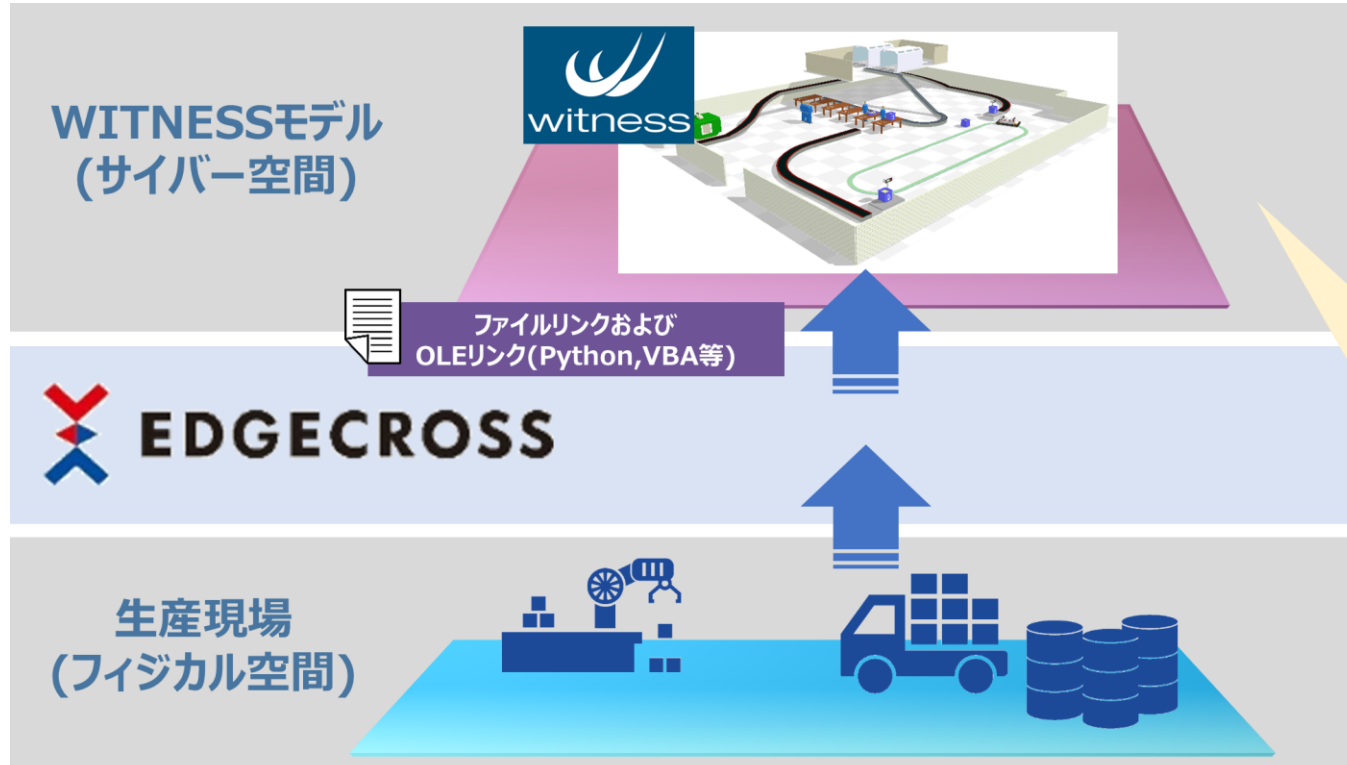 WITNESSモデル
(サイバー空間)
witness
ファイルリンクおよび
OLEリンク(Python,VBA等)
EDGECROSS
生産現場
(フィジカル空間)